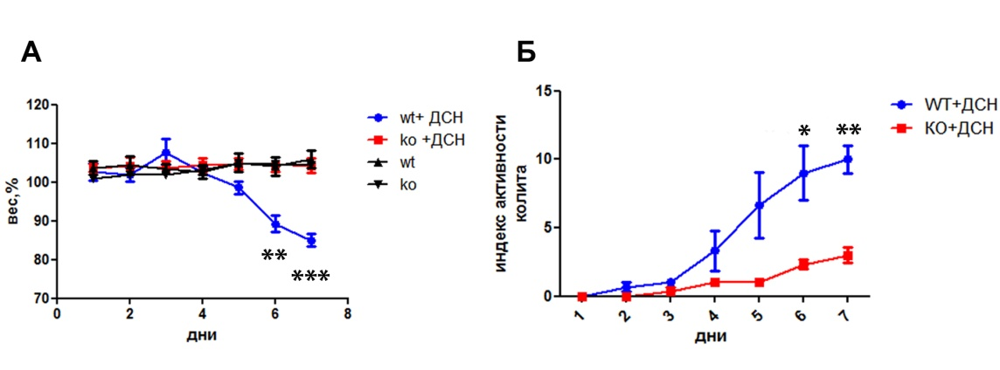 А
Б
120
110
100
90
80
70
вес,%
0
2
4
6
8
дни
**
***
wt+ ДСН
ko +ДСН
wt
ko
15
10
5
0
индекс активности
колита
1
2
3
4
5
6
7
дни
*
**
WT+ДСН
КО+ДСН